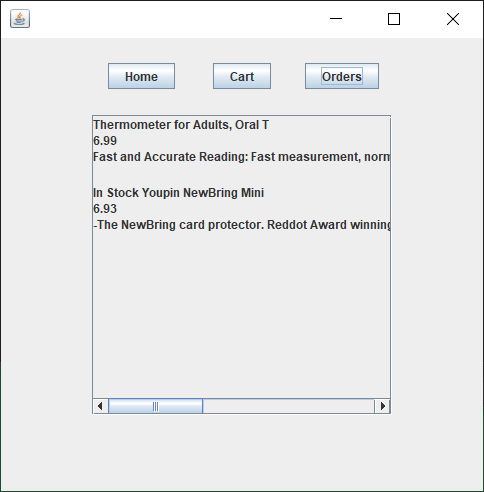 Home
Cart
Orders
Thermometer for Adults, Oral T
6.99
Fast and Accurate Reading: Fast measurement, norm
In Stock Youpin NewBring Mini
6.93
-The NewBring card protector. Reddot Award winning